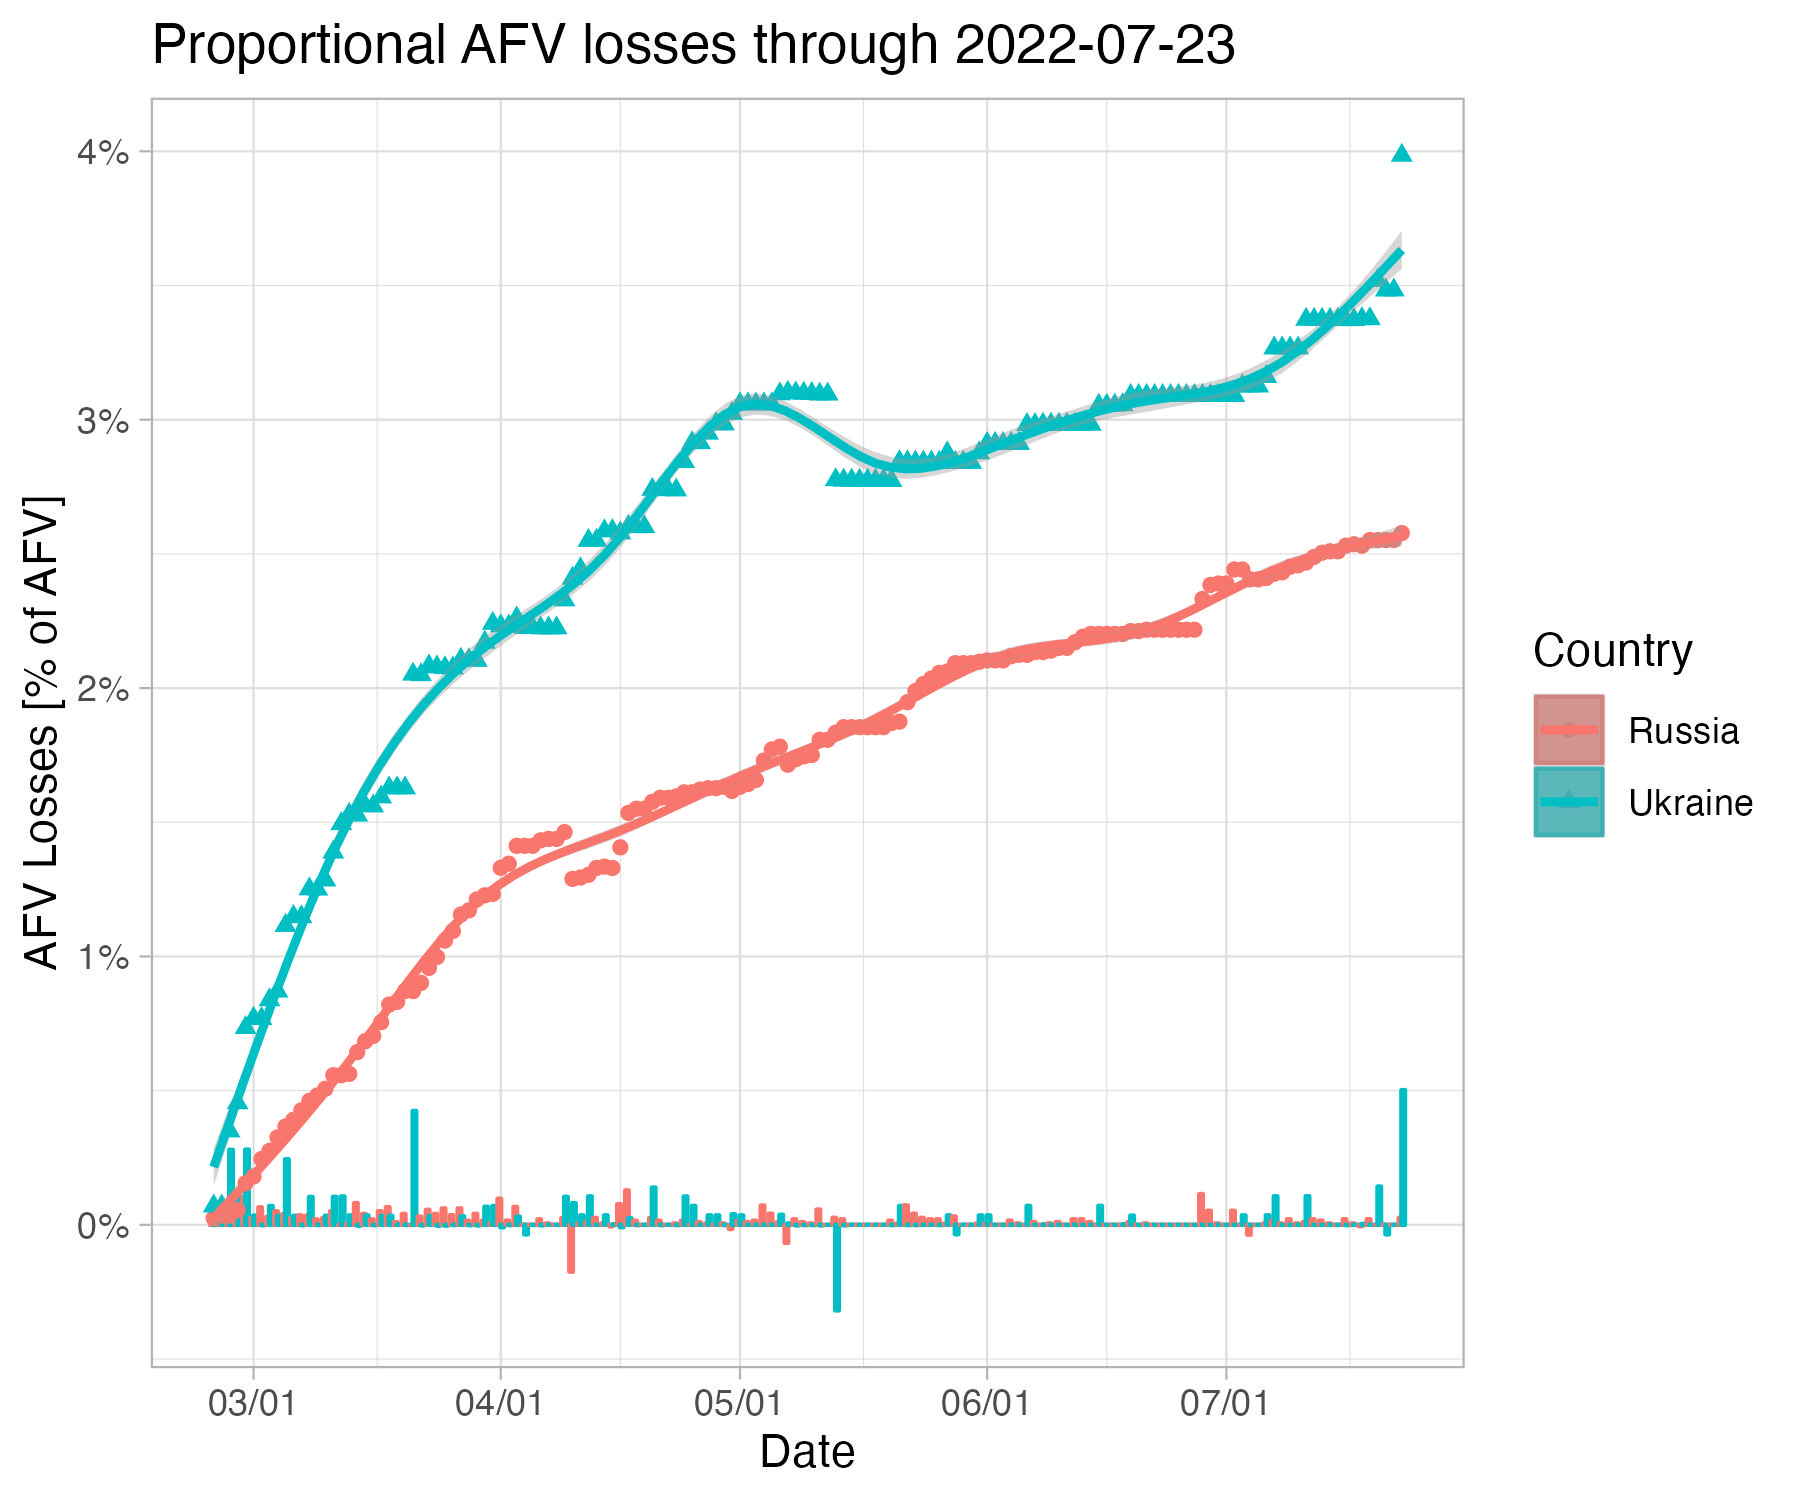 Proportional AFV losses through 2022-07-23
AFV Losses [% of AFV]
4%
3%
2%
1%
0%
03/01
04/01
05/01
06/01
07/01
Date
Country
Russia
Ukraine